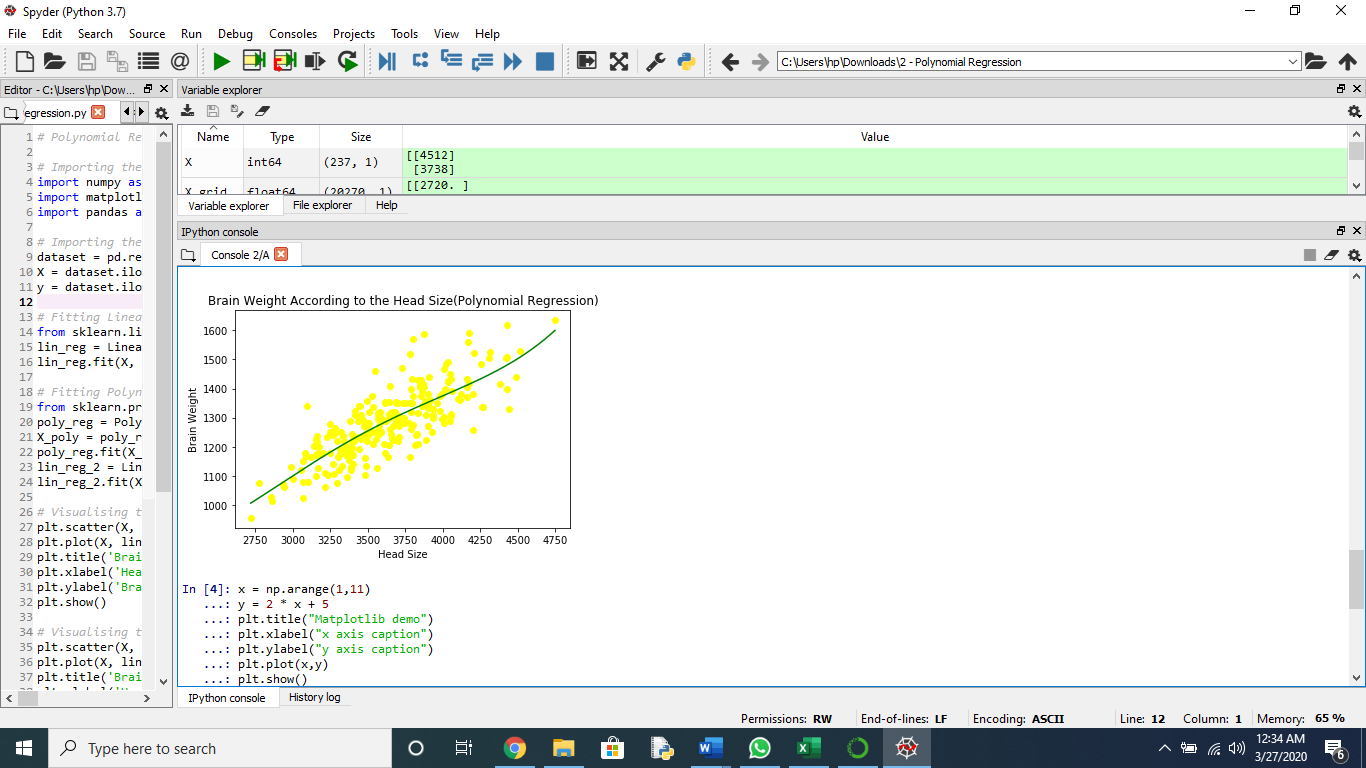 Spyder (Python 3.7)
File Edit Search Source Run Debug Consoles Projects Tools View Help
C:\Users\hp\Downloads\2 - Polynomial Regression
Editor - C:\Users\hp\Dow...
egression.py
1 # Polynomial Re
2
3 # Importing the
4 import numpy as
5 import matplotl
6 import pandas a
7
8 # Importing the
9 dataset = pd.re
10 X = dataset.ilo
11 y = dataset.ilo
12
13 # Fitting Linea
14 from sklearn.li
15 lin_reg = Linea
16 lin_reg.fit(X,
17
18 # Fitting Polyn
19 from sklearn.pr
20 poly_reg = Poly
21 X_poly = poly_r
22 poly_reg.fit(X_
23 lin_reg_2 = Lin
24 lin_reg_2.fit(X
25
26 # Visualising t
27 plt.scatter(X,
28 plt.plot(X, lin
29 plt.title('Brai
30 plt.xlabel('Hea
31 plt.ylabel('Bra
32 plt.show()
33
34 # Visualising t
35 plt.scatter(X,
36 plt.plot(X, lin
37 plt.title('Brai
Variable explorer
Name Type Size Value
X int64 (237, 1) [[4512]
[3738]
X_grid float64 (20270, 1) [[2720. ]
Variable explorer File explorer Help
IPython console
Console 2/A
Brain Weight According to the Head Size(Polynomial Regression)
1600
1500
1400
1300
1200
1100
1000
Brain Weight
2750 3000 3250 3500 3750 4000 4250 4500 4750
Head Size
In [4]: x = np.arange(1,11)
...: y = 2 * x + 5
...: plt.title("Matplotlib demo")
...: plt.xlabel("x axis caption")
...: plt.ylabel("y axis caption")
...: plt.plot(x,y)
...: plt.show()
IPython console History log
Permissions: RW End-of-lines: LF Encoding: ASCII Line: 12 Column: 1 Memory: 65 %
Type here to search
12:34 AM
3/27/2020
6